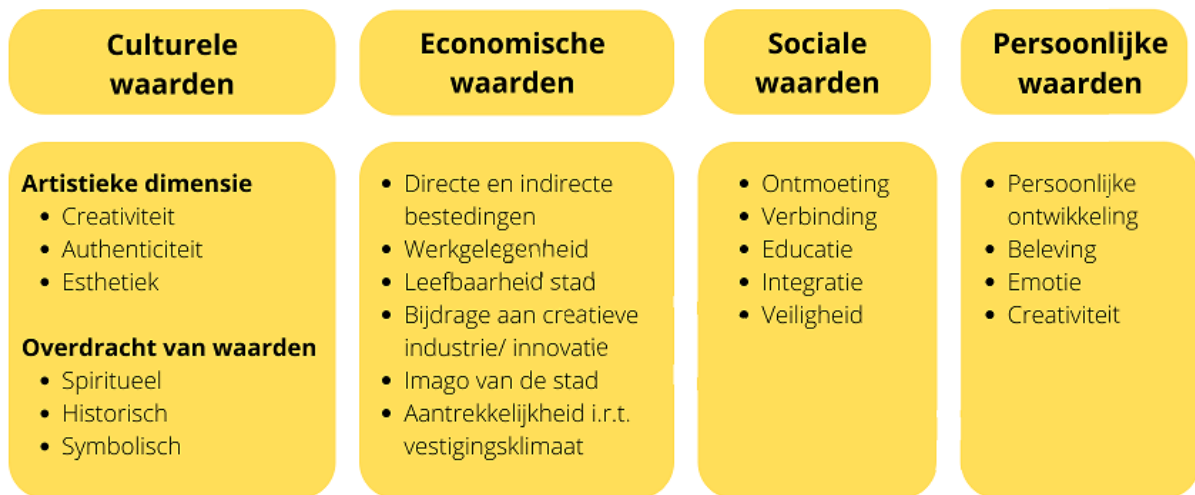 Culturele
waarden
Artistieke dimensie
• Creativiteit
• Authenticiteit
• Esthetiek
Overdracht van waarden
• Spiritueel
• Historisch
• Symbolisch
Economische
waarden
• Directe en indirecte
bestedingen
• Werkgelegenheid
• Leefbaarheid stad
• Bijdrage aan creatieve
industrie/ innovatie
• Imago van de stad
• Aantrekkelijkheid i.r.t.
vestigingsklimaat
Sociale
waarden
• Ontmoeting
• Verbinding
• Educatie
• Integratie
• Veiligheid
Persoonlijke
waarden
• Persoonlijke
ontwikkeling
• Beleving
• Emotie
• Creativiteit